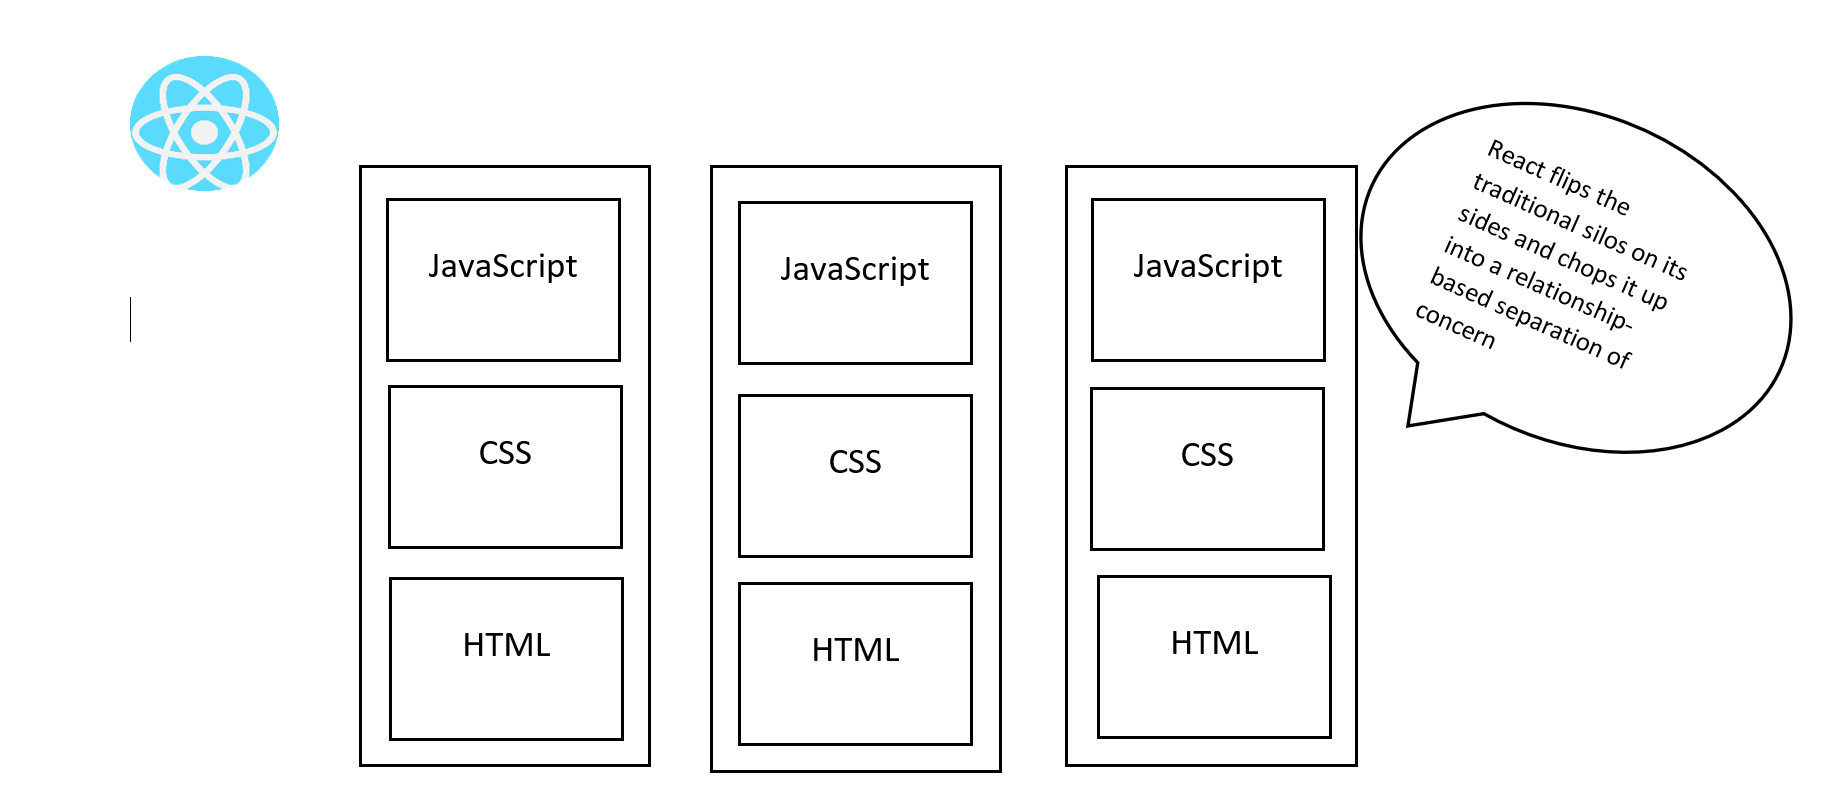 JavaScript
CSS
HTML
JavaScript
CSS
HTML
JavaScript
CSS
HTML
React flips the
traditional silos on its
sides and chops it up
into a relationship-
based separation of
concern